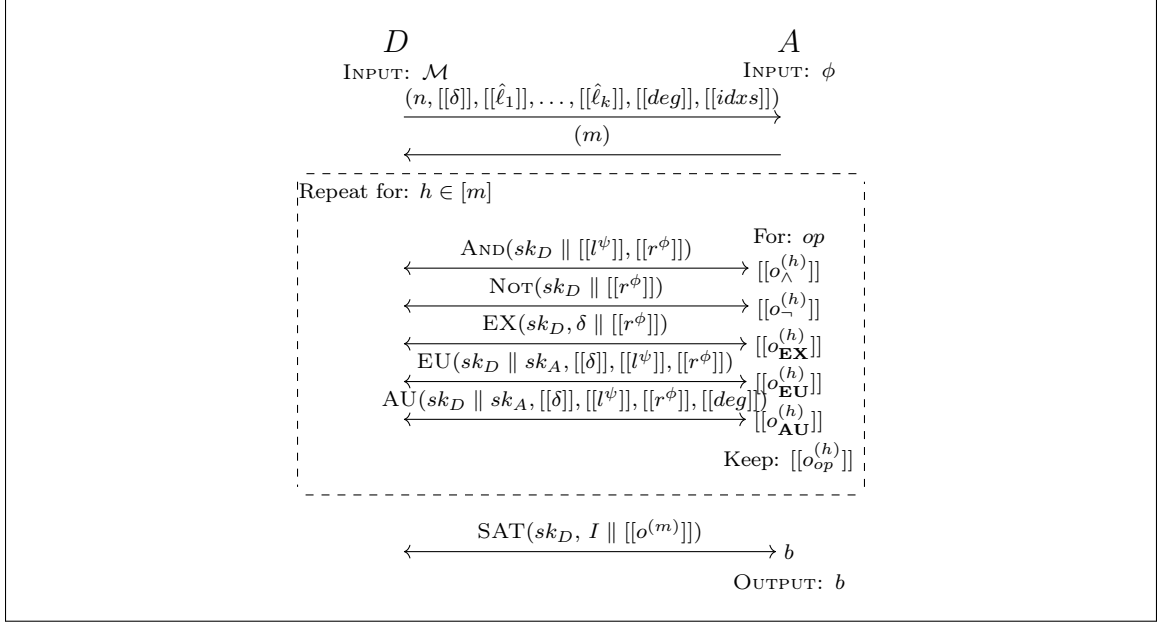 D A
INPUT: ℳ INPUT: ϕ
(n, [[δ]], [[ℓ̂₁]], . . . , [[ℓ̂ₖ]], [[deg]], [[idxs]])
(m)
Repeat for: h ∈ [m]
For: op
AND(sk_D ∥ [[l^ψ]], [[r^ϕ]]) [[o_∧^(h)]]
NOT(sk_D ∥ [[r^ϕ]]) [[o_¬^(h)]]
EX(sk_D, δ ∥ [[r^ϕ]]) [[o_EX^(h)]]
EU(sk_D ∥ sk_A, [[δ]], [[l^ψ]], [[r^ϕ]]) [[o_EU^(h)]]
AU(sk_D ∥ sk_A, [[δ]], [[l^ψ]], [[r^ϕ]], [[deg]]) [[o_AU^(h)]]
Keep: [[o_op^(h)]]
SAT(sk_D, I ∥ [[o^(m)]]) b
OUTPUT: b